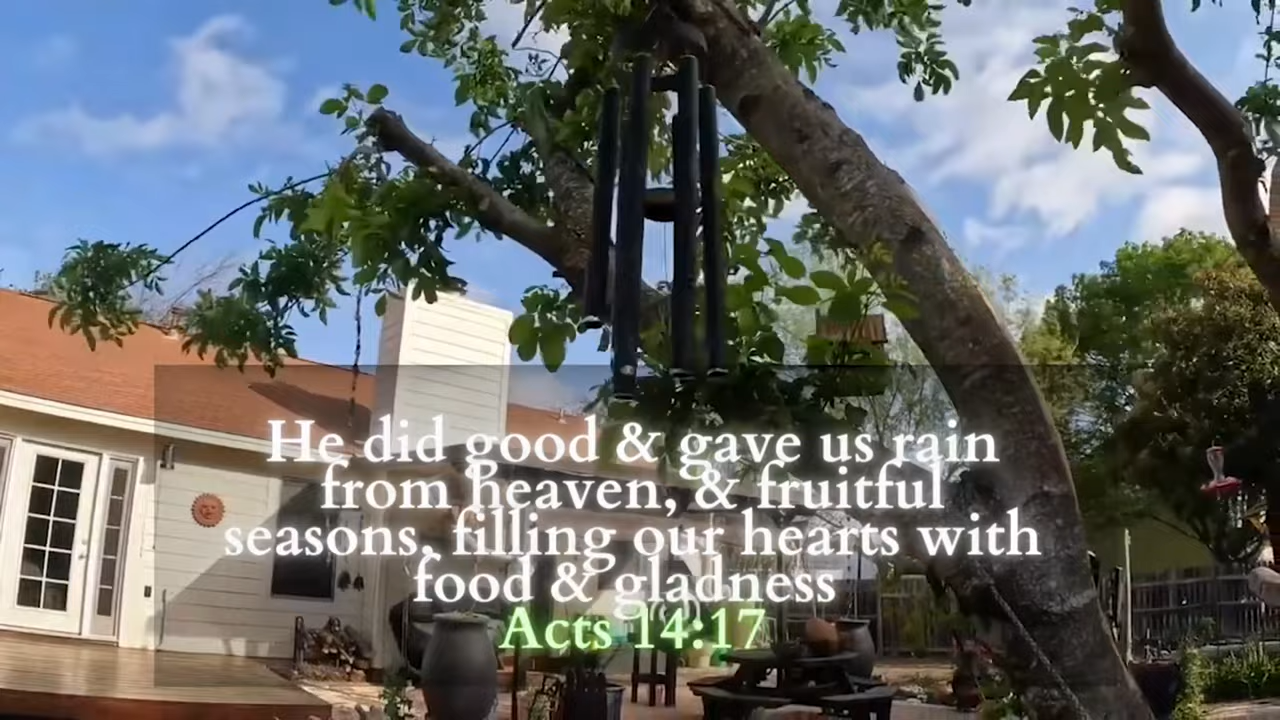 He did good & gave us rain
from heaven, & fruitful
seasons, filling our hearts with
food & gladness
Acts 14:17